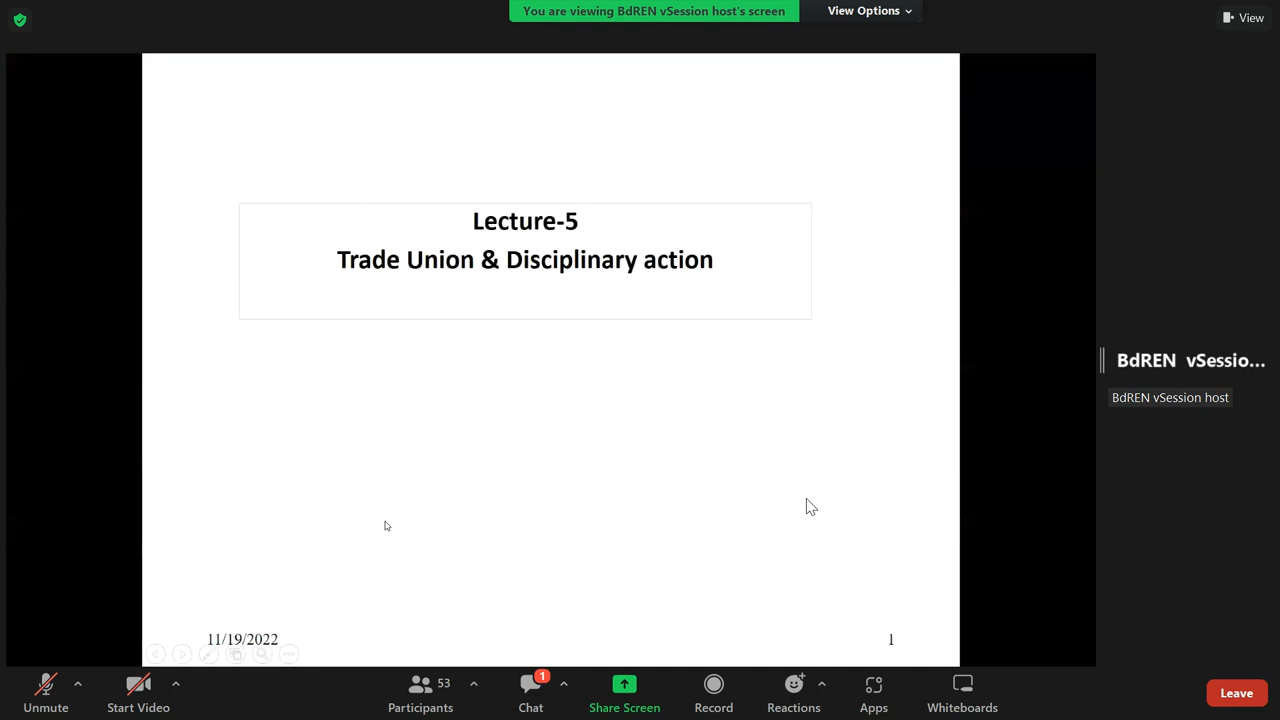 You are viewing BdREN vSession host's screen
View Options
View
Lecture-5
Trade Union & Disciplinary action
BdREN vSessio...
BdREN vSession host
11/19/2022
1
Unmute
Start Video
53
Participants
1
Chat
Share Screen
Record
Reactions
Apps
Whiteboards
Leave